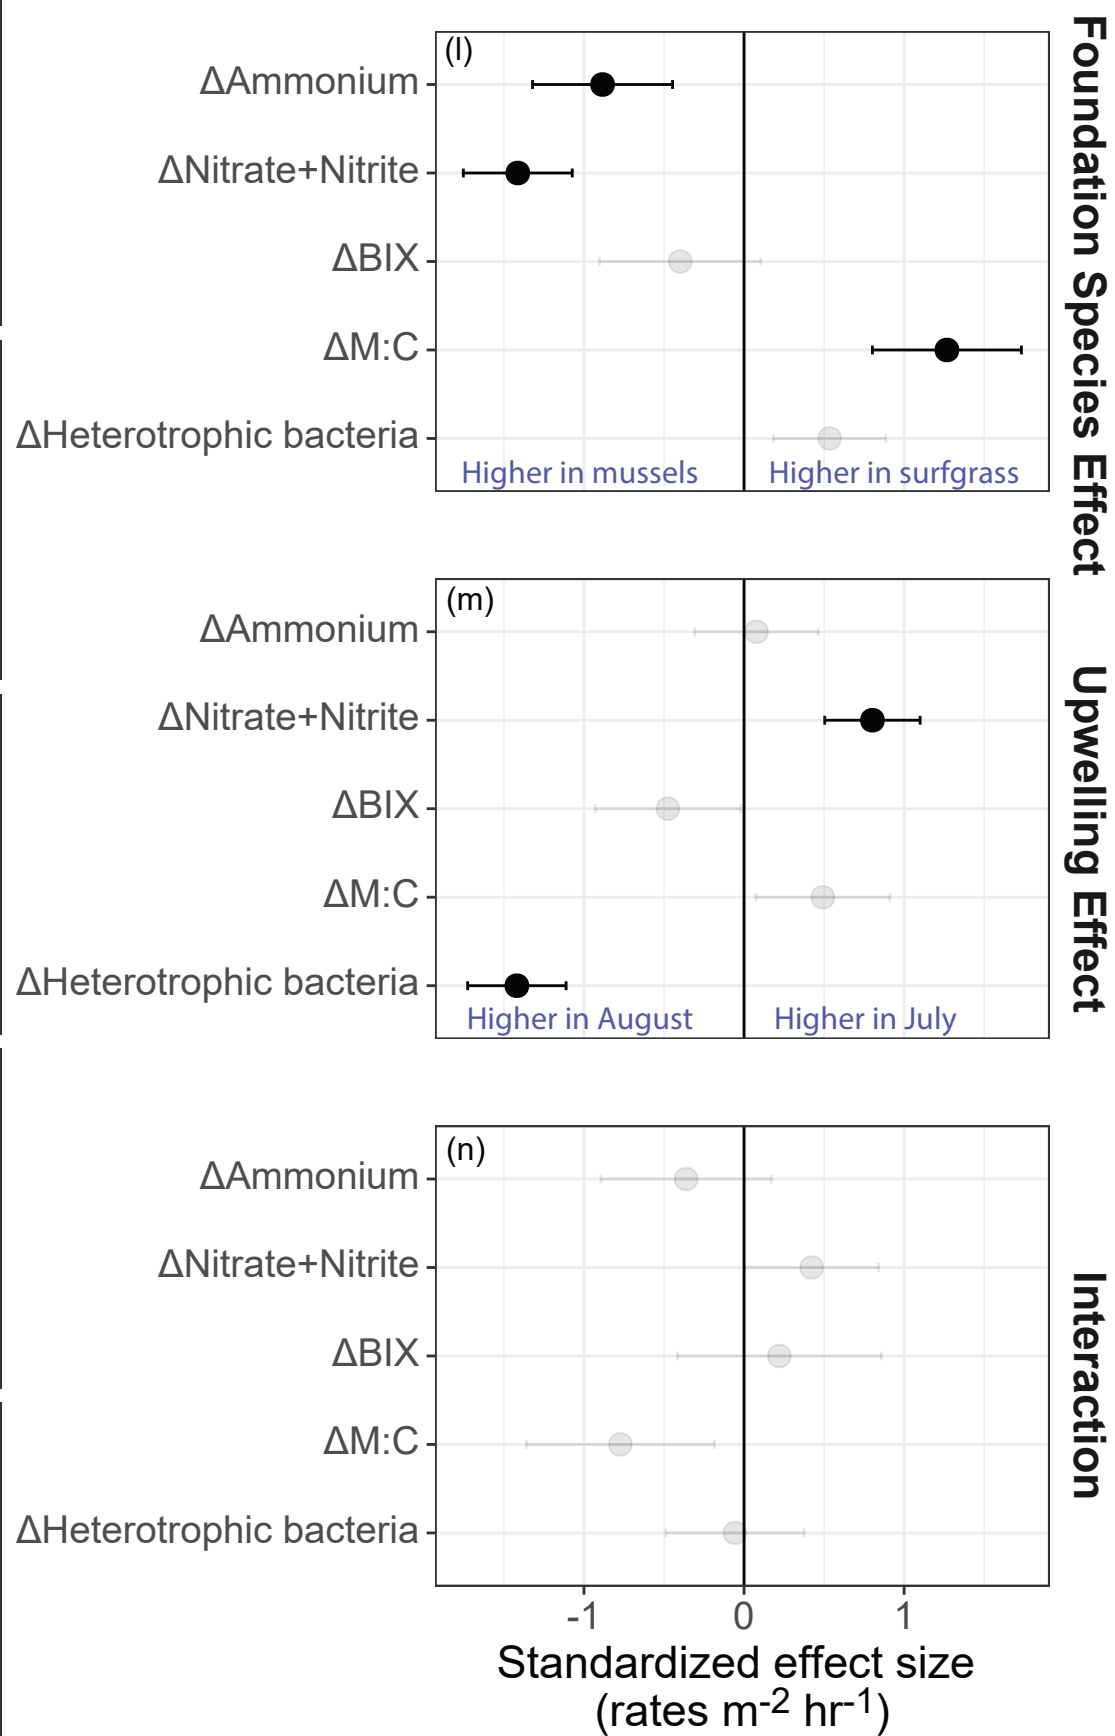 (l)
ΔAmmonium
ΔNitrate+Nitrite
ΔBIX
ΔM:C
ΔHeterotrophic bacteria
Higher in mussels
Higher in surfgrass
Foundation Species Effect
(m)
ΔAmmonium
ΔNitrate+Nitrite
ΔBIX
ΔM:C
ΔHeterotrophic bacteria
Higher in August
Higher in July
Upwelling Effect
(n)
ΔAmmonium
ΔNitrate+Nitrite
ΔBIX
ΔM:C
ΔHeterotrophic bacteria
Interaction
-1 0 1
Standardized effect size
(rates m⁻² hr⁻¹)